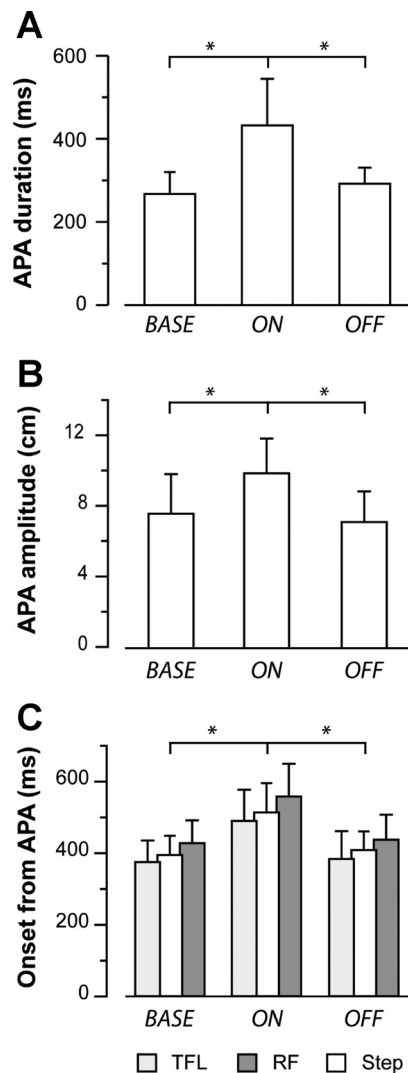 A
* *
APA duration (ms)
600
400
200
0
BASE ON OFF
B
* *
APA amplitude (cm)
12
8
4
0
BASE ON OFF
C
* *
Onset from APA (ms)
600
400
200
0
BASE ON OFF
TFL RF Step